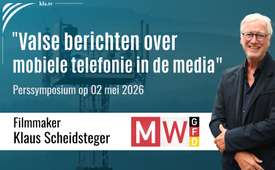 kla.tv
"Valse berichten over
mobiele telefonie in de media"
Perssymposium op 02 mei 2026
Filmmaker
Klaus Scheidsteger
MW
G
F
D